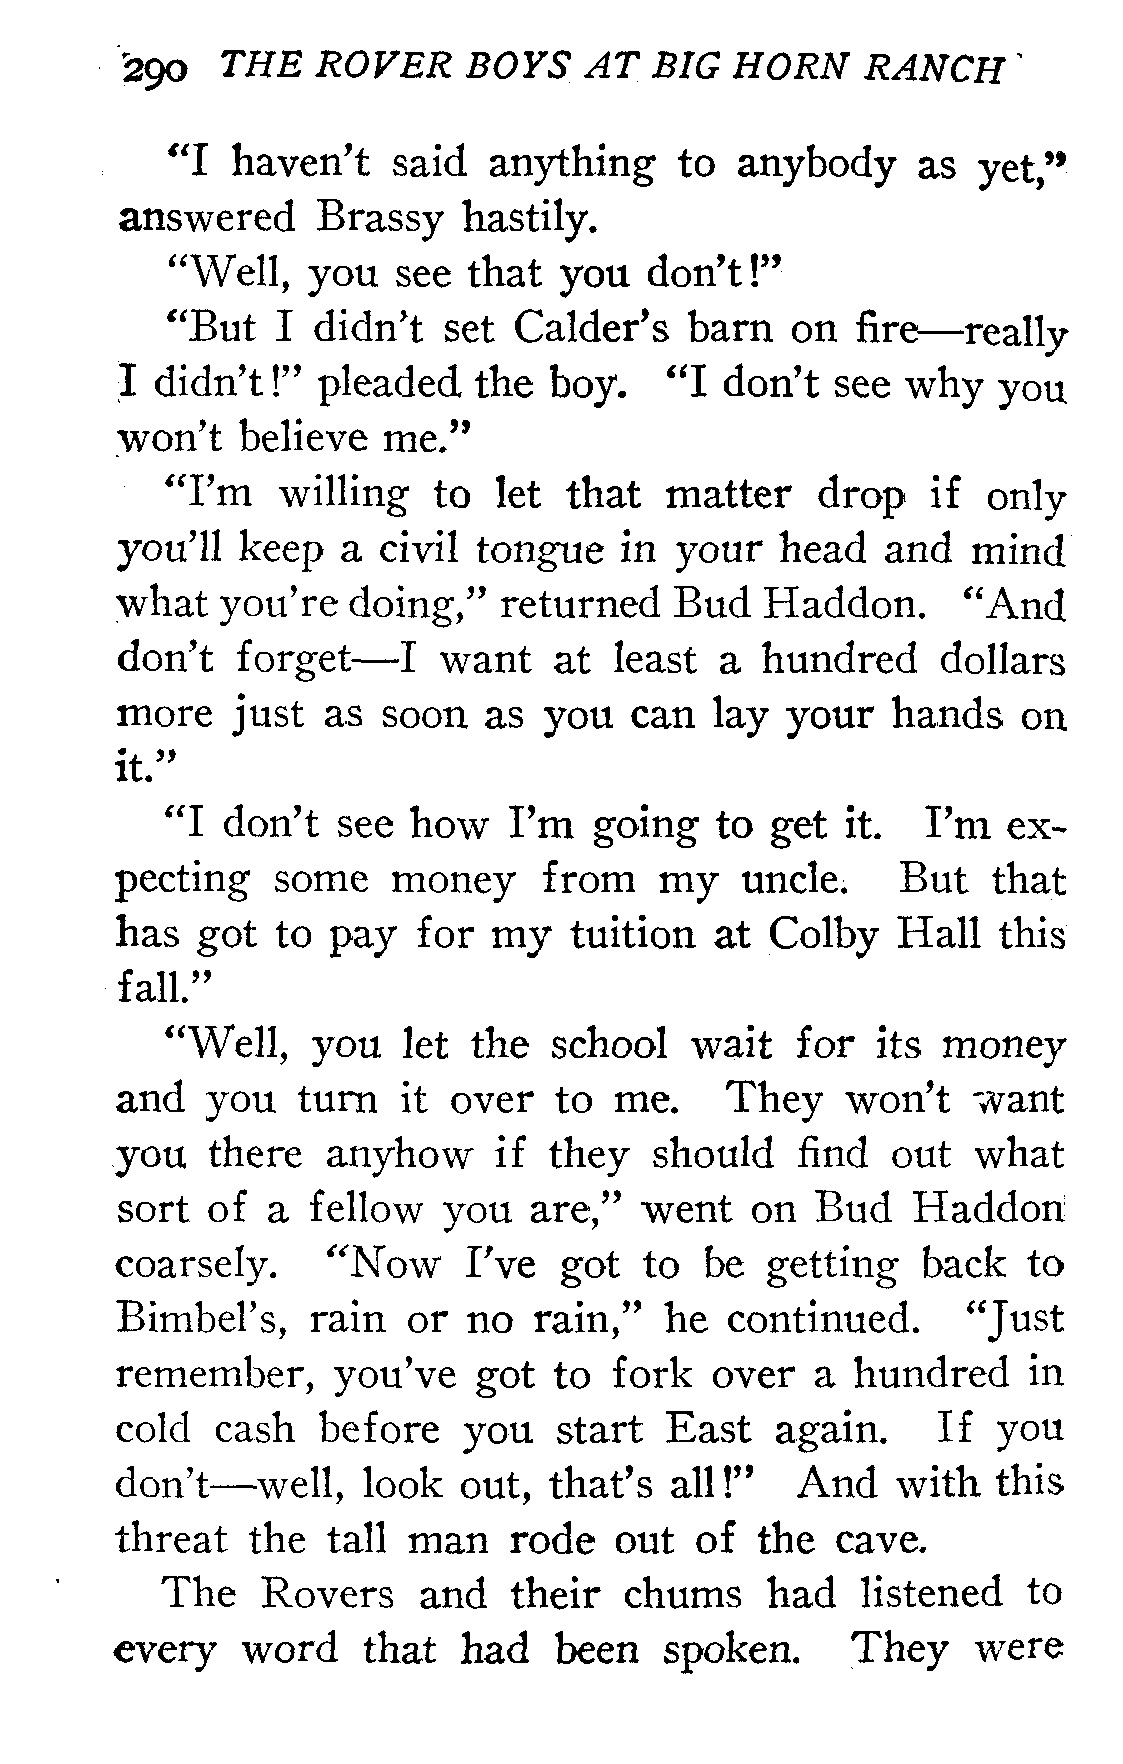 290 THE ROVER BOYS AT BIG HORN RANCH
"I haven't said anything to anybody as yet,"
answered Brassy hastily.
"Well, you see that you don't!"
"But I didn't set Calder's barn on fire—really
I didn't!" pleaded the boy. "I don't see why you
won't believe me."
"I'm willing to let that matter drop if only
you'll keep a civil tongue in your head and mind
what you're doing," returned Bud Haddon. "And
don't forget—I want at least a hundred dollars
more just as soon as you can lay your hands on
it."
"I don't see how I'm going to get it. I'm ex-
pecting some money from my uncle. But that
has got to pay for my tuition at Colby Hall this
fall."
"Well, you let the school wait for its money
and you turn it over to me. They won't want
you there anyhow if they should find out what
sort of a fellow you are," went on Bud Haddon
coarsely. "Now I've got to be getting back to
Bimbel's, rain or no rain," he continued. "Just
remember, you've got to fork over a hundred in
cold cash before you start East again. If you
don't—well, look out, that's all!" And with this
threat the tall man rode out of the cave.
The Rovers and their chums had listened to
every word that had been spoken. They were